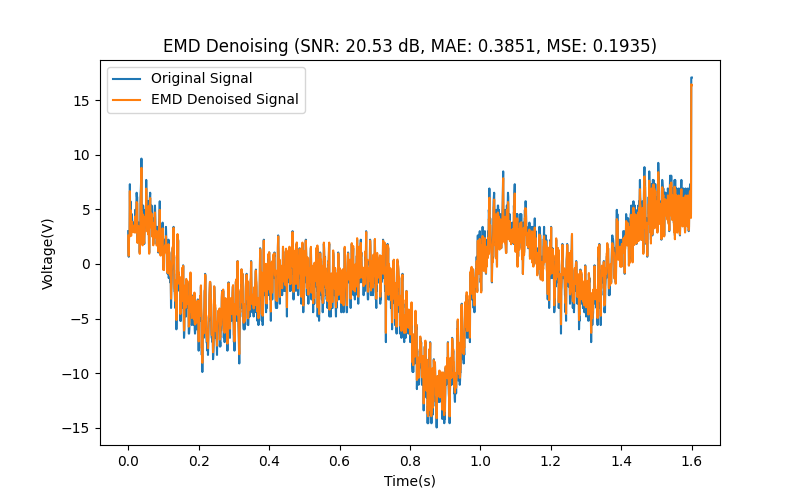 EMD Denoising (SNR: 20.53 dB, MAE: 0.3851, MSE: 0.1935)
Original Signal
EMD Denoised Signal
Voltage(V)
15
10
5
0
−5
−10
−15
0.0 0.2 0.4 0.6 0.8 1.0 1.2 1.4 1.6
Time(s)